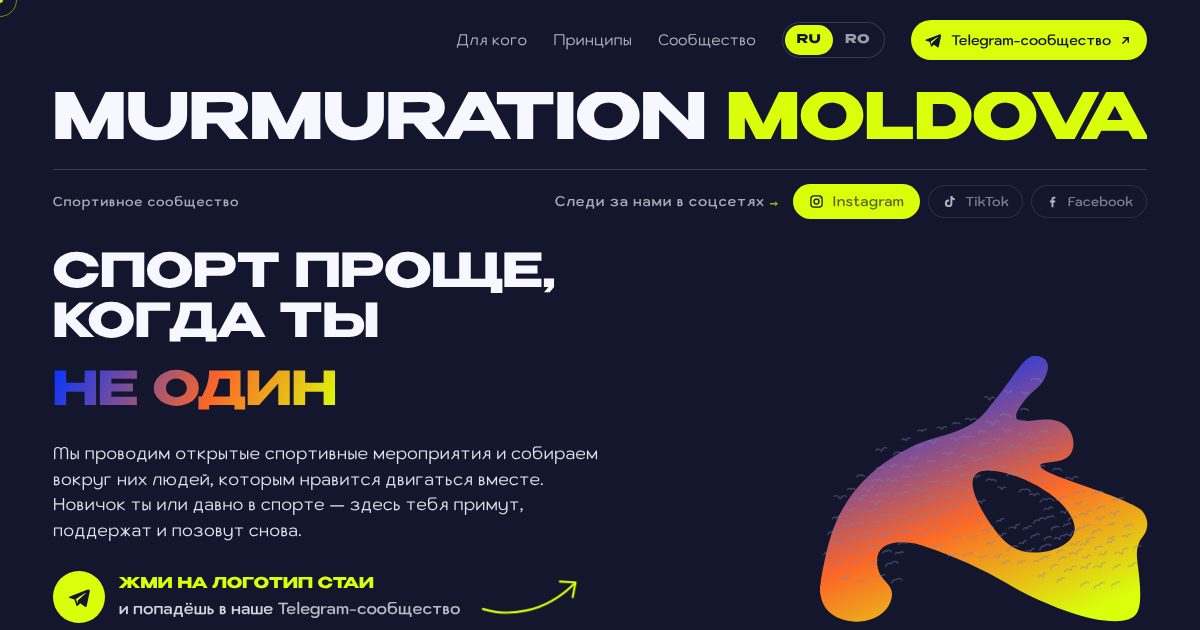 Для кого Принципы Сообщество RU RO Telegram-сообщество ↗
MURMURATION MOLDOVA
Спортивное сообщество Следи за нами в соцсетях → Instagram TikTok Facebook
СПОРТ ПРОЩЕ,
КОГДА ТЫ
НЕ ОДИН
Мы проводим открытые спортивные мероприятия и собираем
вокруг них людей, которым нравится двигаться вместе.
Новичок ты или давно в спорте — здесь тебя примут,
поддержат и позовут снова.
ЖМИ НА ЛОГОТИП СТАИ
и попадёшь в наше Telegram-сообщество